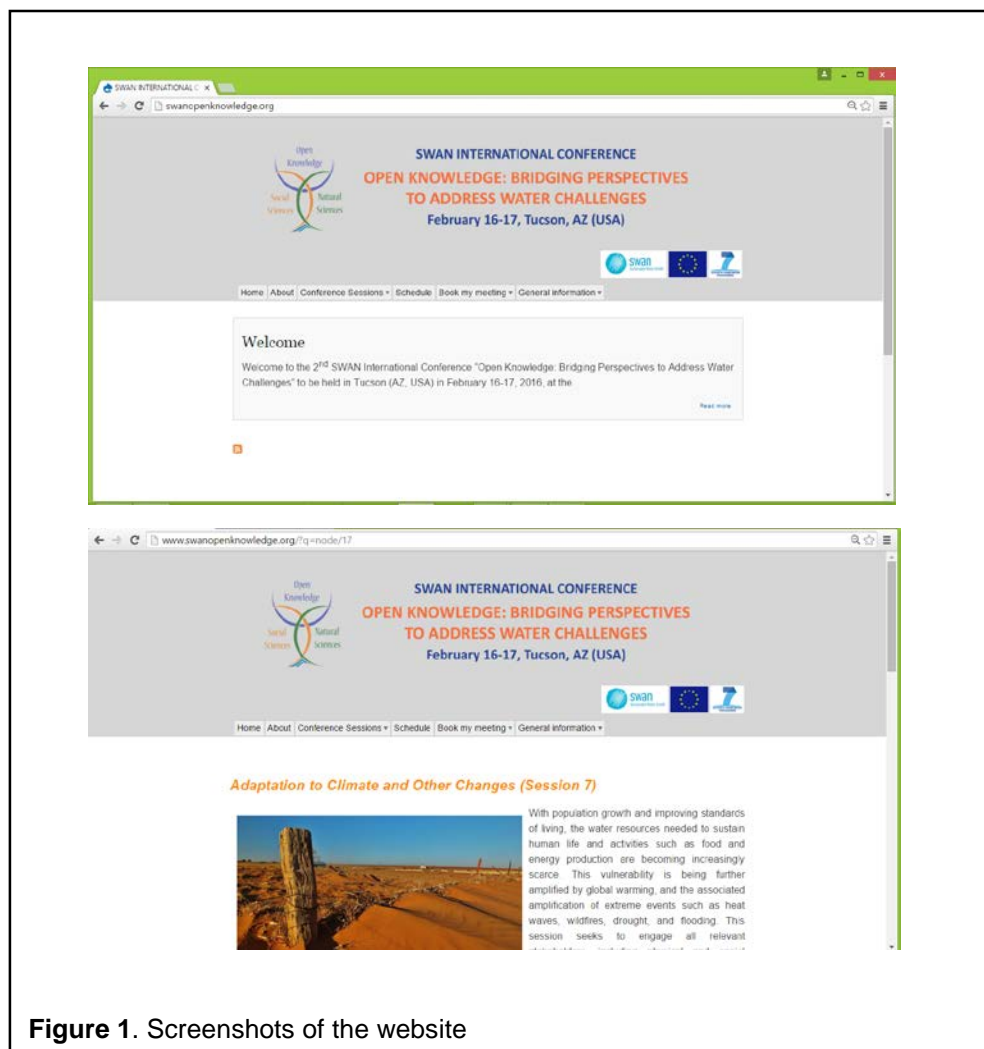 SWAN INTERNATIONAL C
swanopenknowledge.org
Open
Knowledge
Social
Sciences
Natural
Sciences
SWAN INTERNATIONAL CONFERENCE
OPEN KNOWLEDGE: BRIDGING PERSPECTIVES
TO ADDRESS WATER CHALLENGES
February 16-17, Tucson, AZ (USA)
swan
Home About Conference Sessions Schedule Book my meeting General information
Welcome
Welcome to the 2nd SWAN International Conference "Open Knowledge: Bridging Perspectives to Address Water
Challenges" to be held in Tucson (AZ, USA) in February 16-17, 2016, at the
Read more
www.swanopenknowledge.org/?q=node/17
Open
Knowledge
Social
Sciences
Natural
Sciences
SWAN INTERNATIONAL CONFERENCE
OPEN KNOWLEDGE: BRIDGING PERSPECTIVES
TO ADDRESS WATER CHALLENGES
February 16-17, Tucson, AZ (USA)
swan
Home About Conference Sessions Schedule Book my meeting General information
Adaptation to Climate and Other Changes (Session 7)
With population growth and improving standards
of living, the water resources needed to sustain
human life and activities such as food and
energy production are becoming increasingly
scarce. This vulnerability is being further
amplified by global warming, and the associated
amplification of extreme events such as heat
waves, wildfires, drought, and flooding. This
session seeks to engage all relevant
Figure 1. Screenshots of the website